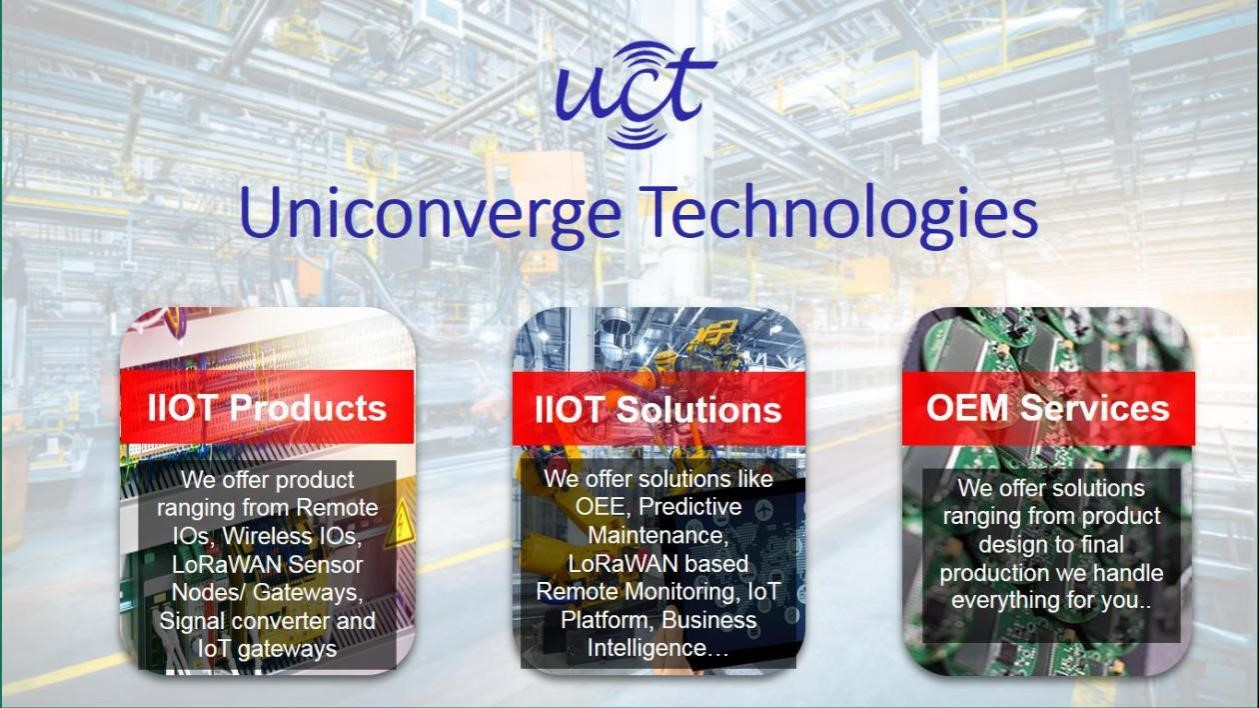 uct
Uniconverge Technologies
IIOT Products
We offer product
ranging from Remote
IOs, Wireless IOs,
LoRaWAN Sensor
Nodes/ Gateways,
Signal converter and
IoT gateways
IIOT Solutions
We offer solutions like
OEE, Predictive
Maintenance,
LoRaWAN based
Remote Monitoring, IoT
Platform, Business
Intelligence…
OEM Services
We offer solutions
ranging from product
design to final
production we handle
everything for you..